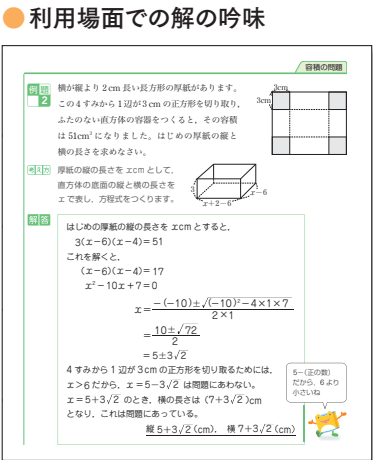 ● 利用場面での解の吟味
容積の問題
例題 2
横が縦より2cm長い長方形の厚紙があります。
この4すみから1辺が3cmの正方形を切り取り，
ふたのない直方体の容器をつくると，その容積
は51cm³になりました。はじめの厚紙の縦と
横の長さを求めなさい。
3cm
3cm
考え方
厚紙の縦の長さをxcmとして，
直方体の底面の縦と横の長さを
xで表し，方程式をつくります。
3
x−6
x+2−6
解答
はじめの厚紙の縦の長さをxcmとすると，
3(x−6)(x−4)=51
これを解くと，
(x−6)(x−4)=17
x²−10x+7=0
x=−(−10)±√(−10)²−4×1×7
2×1
=10±√72
2
=5±3√2
4すみから1辺が3cmの正方形を切り取るためには，
x>6だから，x=5−3√2 は問題にあわない。
x=5+3√2 のとき，横の長さは(7+3√2)cm
となり，これは問題にあっている。
縦 5+3√2(cm)， 横 7+3√2(cm)
5−(正の数)
だから，6より
小さいね